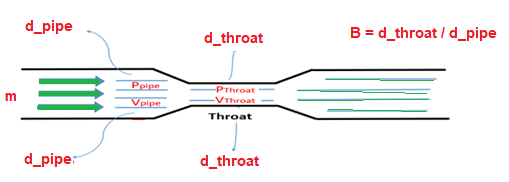 d_pipe
d_throat
B = d_throat / d_pipe
Ppipe
PThroat
m
Vpipe
VThroat
Throat
d_pipe
d_throat